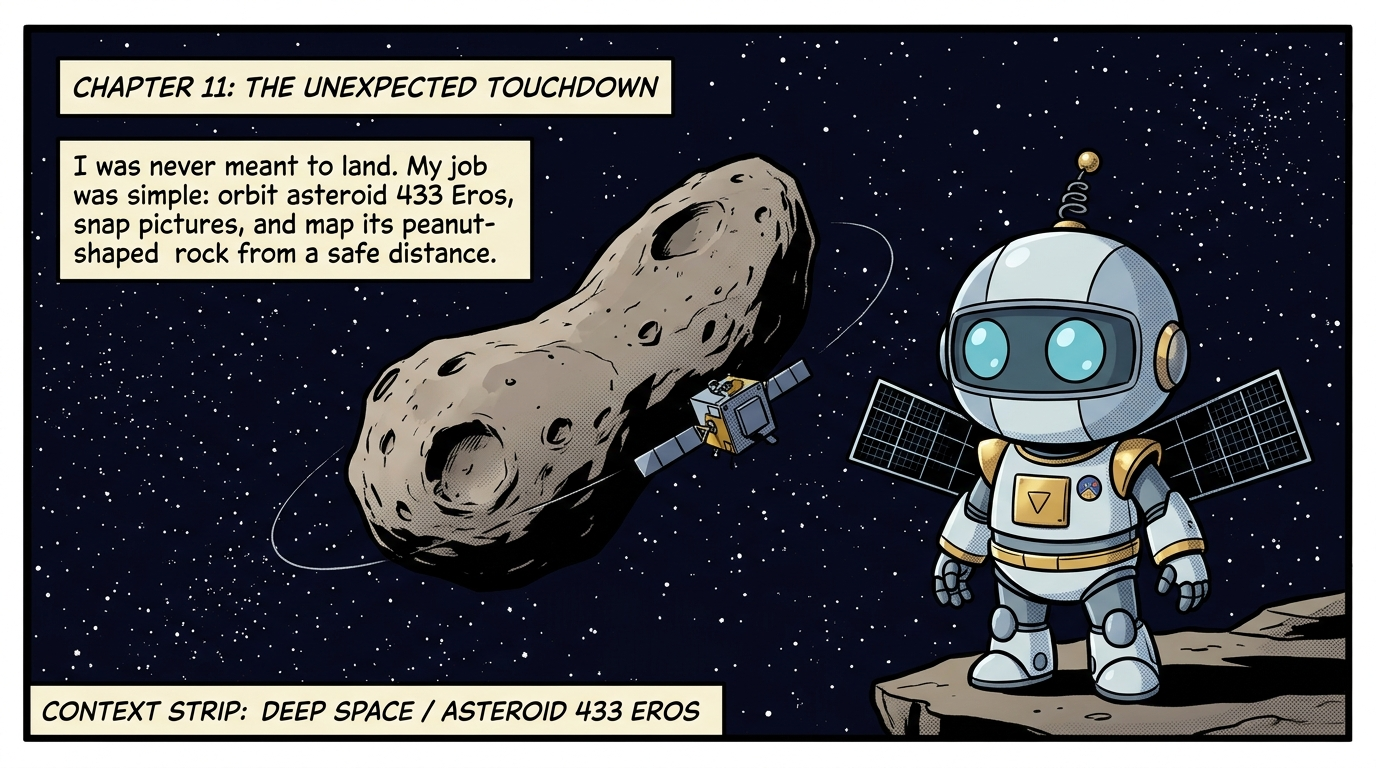 CHAPTER 11: THE UNEXPECTED TOUCHDOWN
I was never meant to land. My job
was simple: orbit asteroid 433 Eros,
snap pictures, and map its peanut-
shaped  rock from a safe distance.
CONTEXT STRIP: DEEP SPACE / ASTEROID 433 EROS